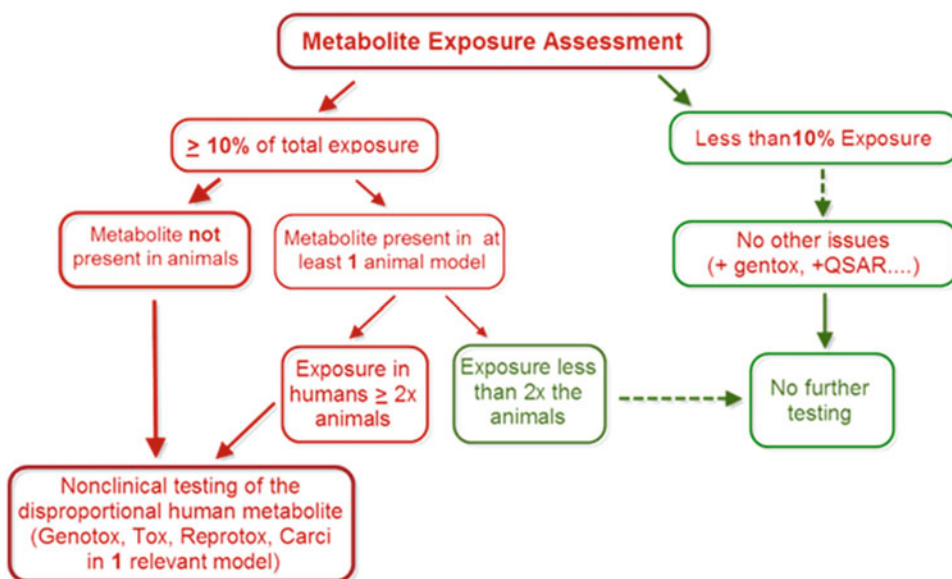 Metabolite Exposure Assessment
≥ 10% of total exposure
Less than10% Exposure
Metabolite not
present in animals
Metabolite present in at
least 1 animal model
No other issues
(+ gentox, +QSAR....)
Exposure in
humans ≥ 2x
animals
Exposure less
than 2x the
animals
No further
testing
Nonclinical testing of the
disproportional human metabolite
(Genotox, Tox, Reprotox, Carci
in 1 relevant model)